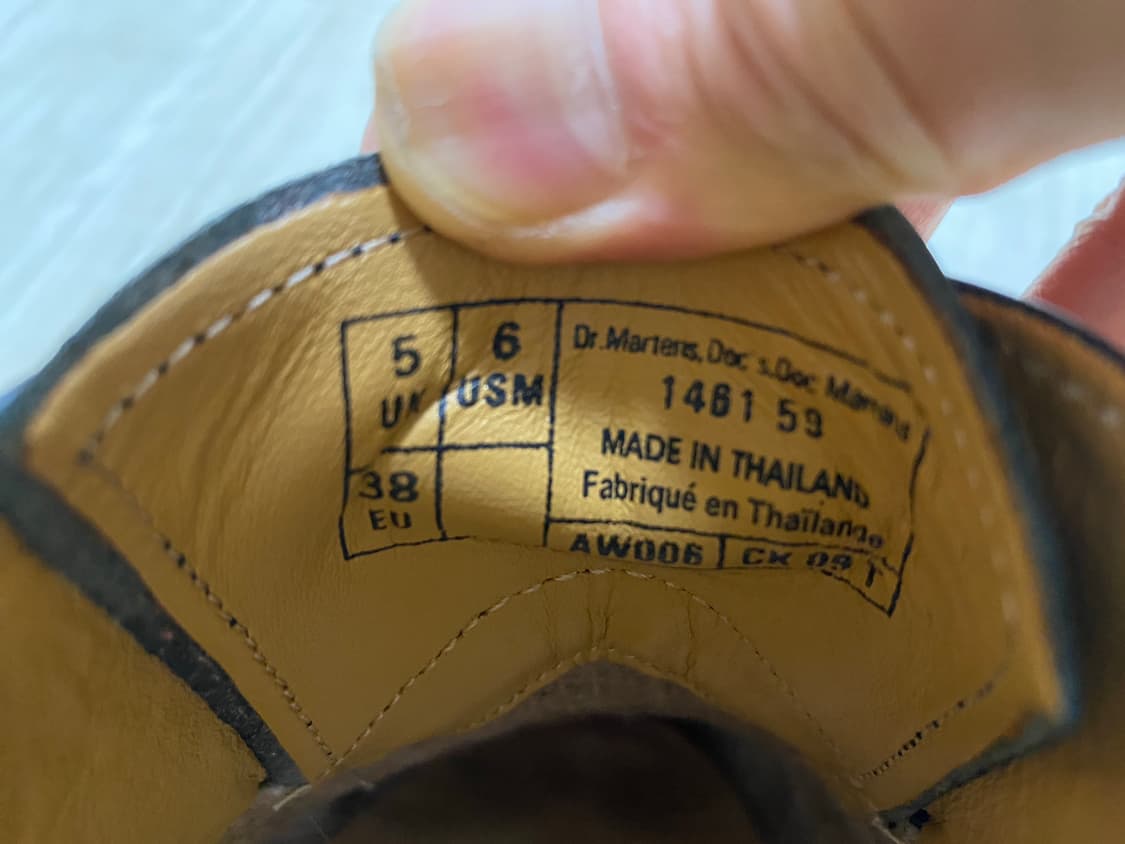 5
UK
6
USM
38
EU
Dr.Martens, Doc 's.Doc Martens
1461 59
MADE IN THAILAND
Fabriqué en Thaïlande
AW006
CK 09 T